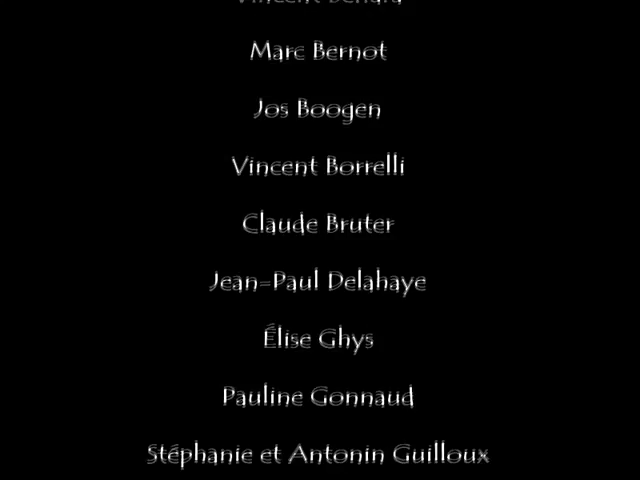 Vincent
Marc Bernot
Jos Boogen
Vincent Borrelli
Claude Bruter
Jean-Paul Delahaye
Élise Ghys
Pauline Gonnaud
Stéphanie et Antonin Guilloux